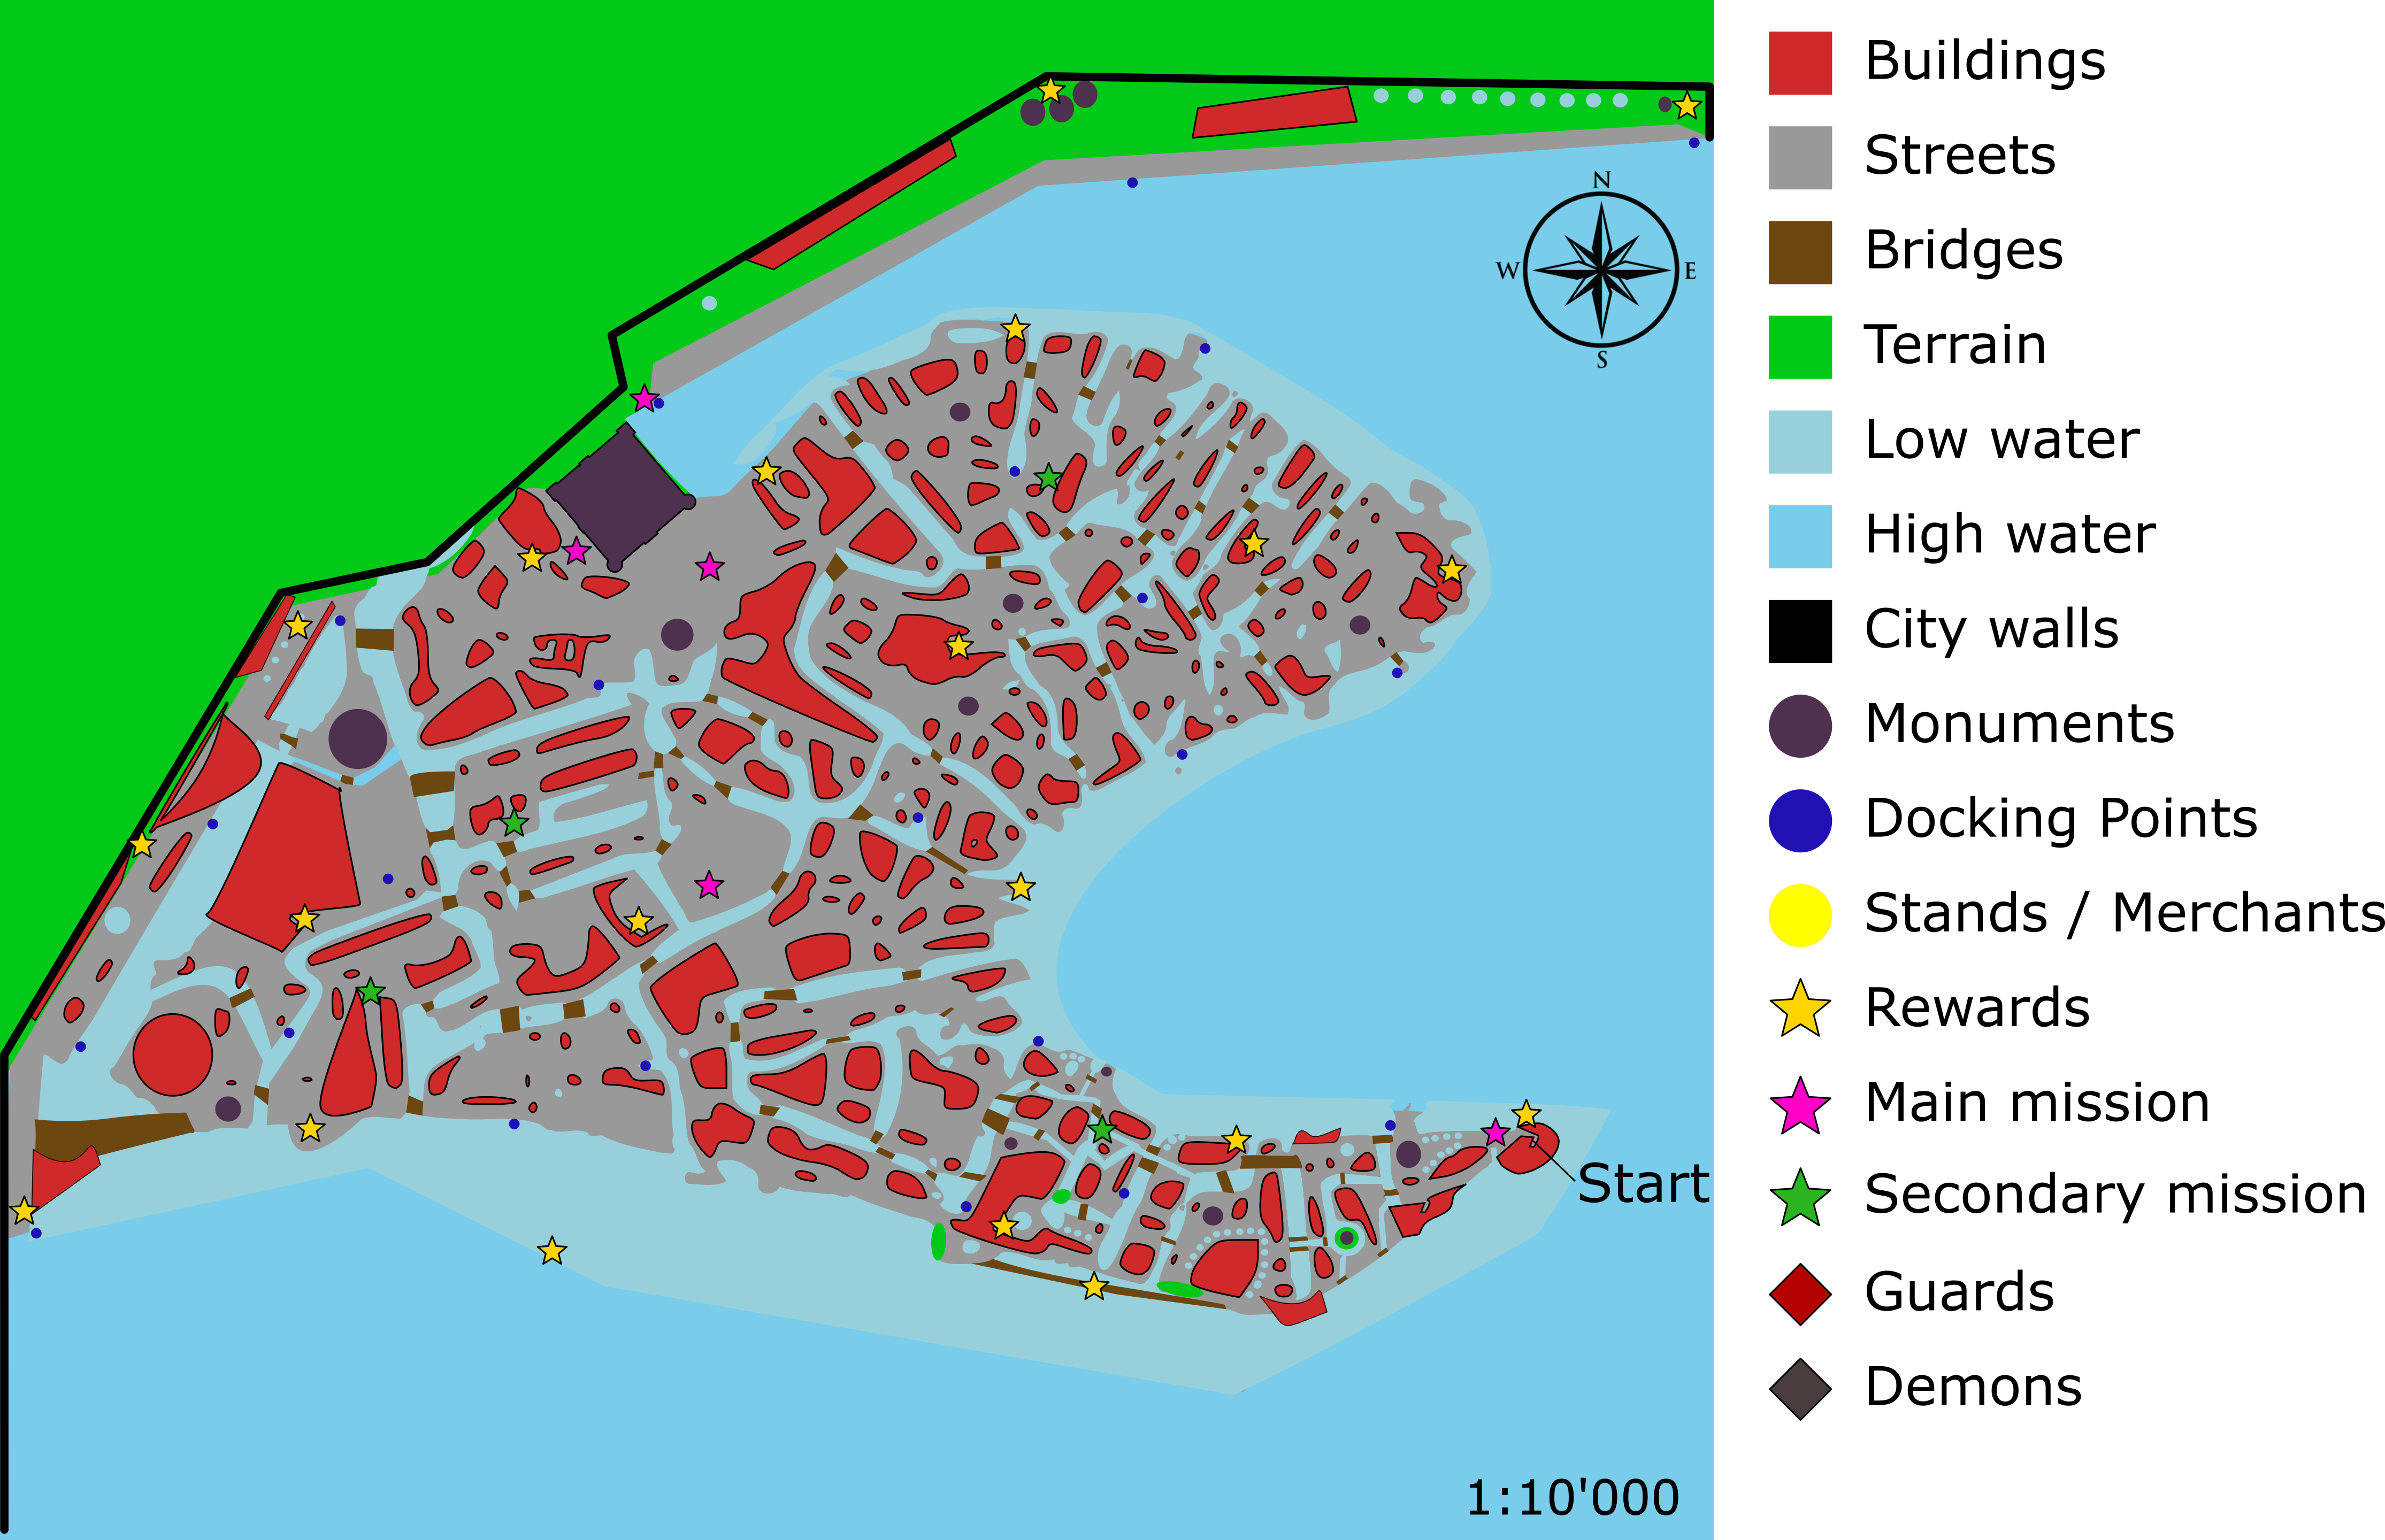 N
W E
S
Start
1:10'000
Buildings
Streets
Bridges
Terrain
Low water
High water
City walls
Monuments
Docking Points
Stands / Merchants
Rewards
Main mission
Secondary mission
Guards
Demons